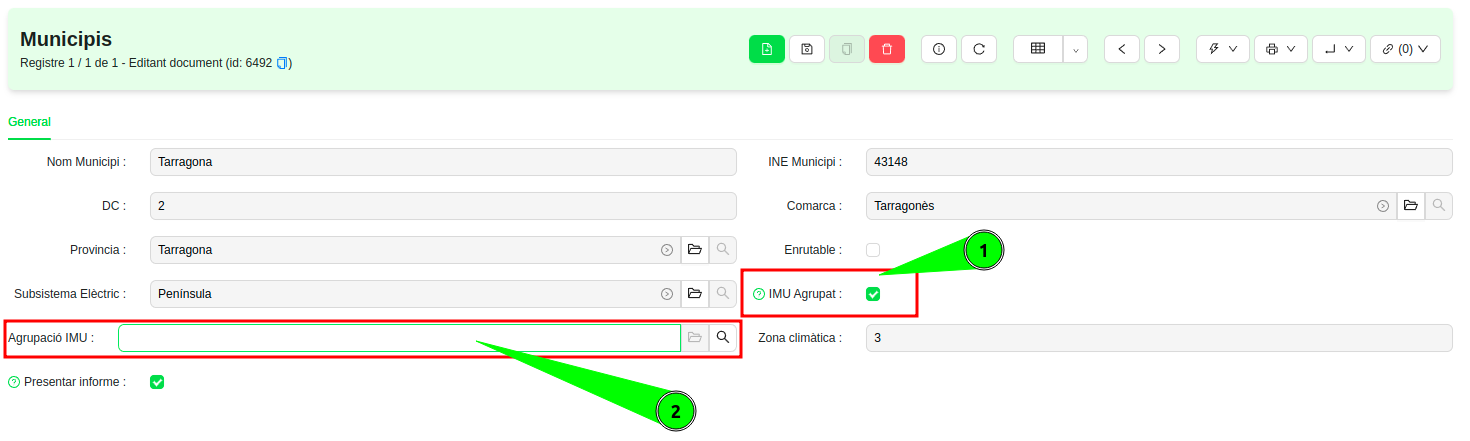 Municipis
Registre 1 / 1 de 1 - Editant document (id: 6492 )
(0)
General
Nom Municipi : Tarragona
INE Municipi : 43148
DC : 2
Comarca : Tarragonès
Provincia : Tarragona
Enrutable :
1
Subsistema Elèctric : Península
IMU Agrupat :
Agrupació IMU :
Zona climàtica : 3
Presentar informe :
2